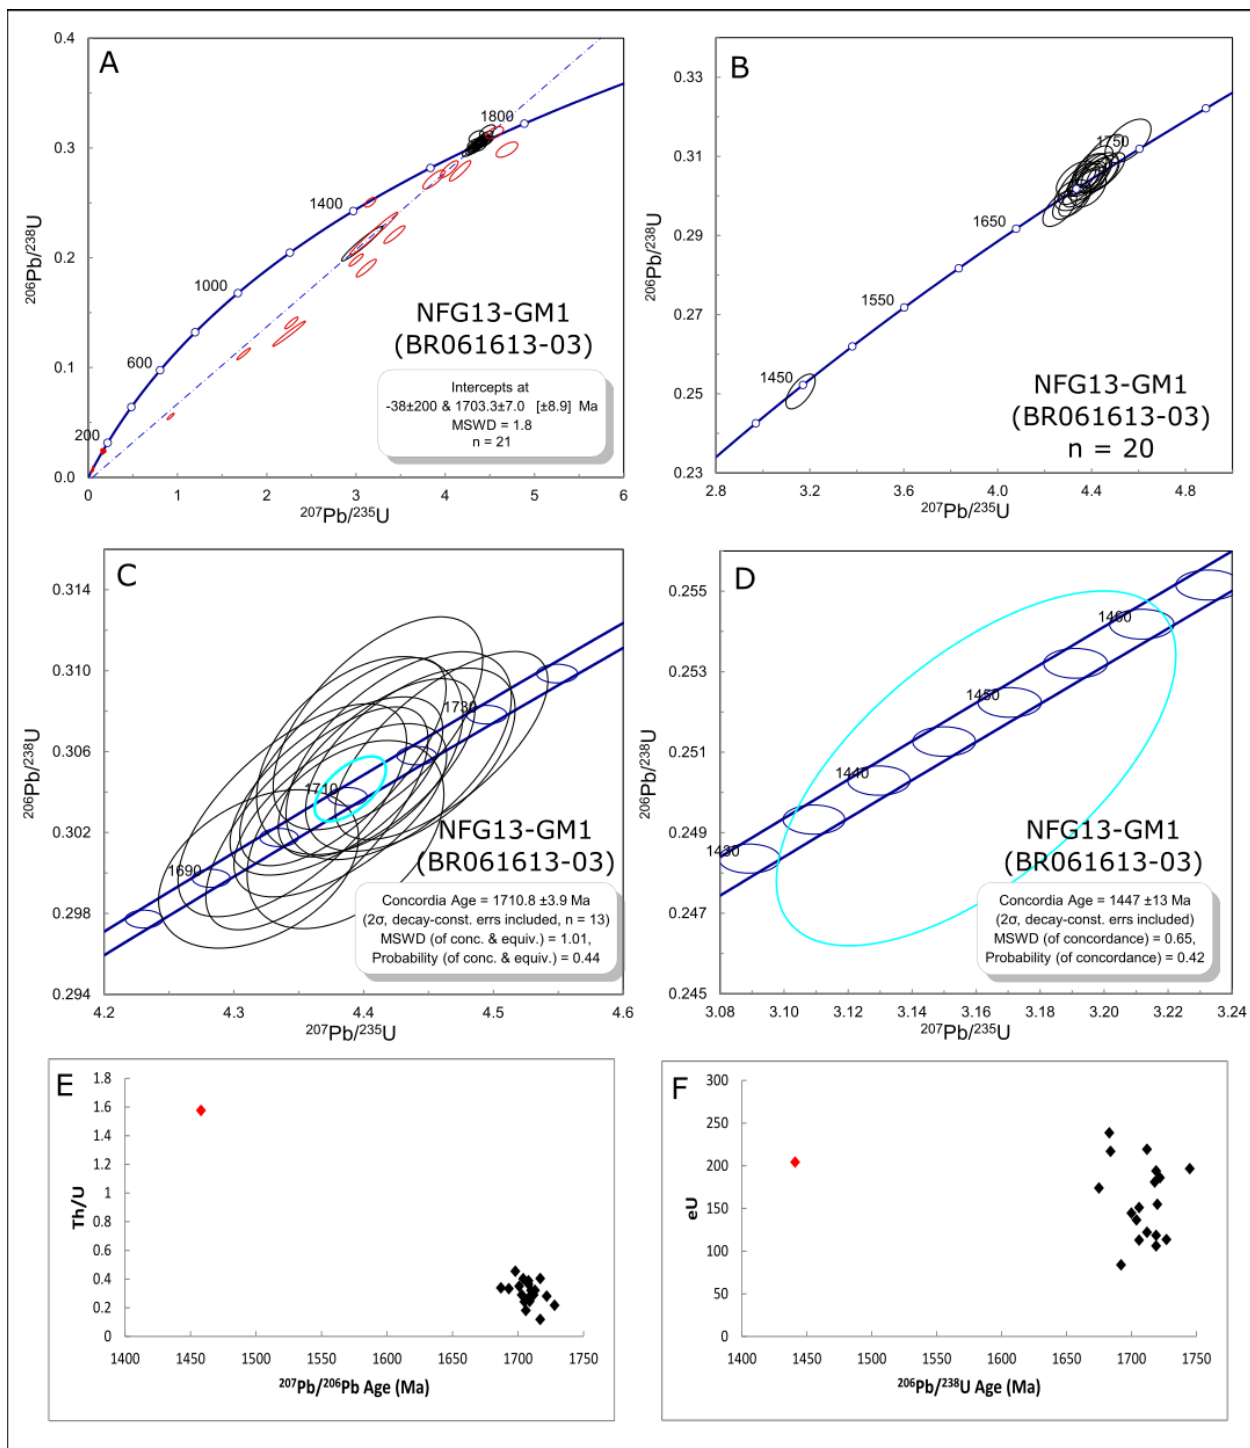 A
0.4
0.3
0.2
0.1
0.0
200
600
1000
1400
1800
0
1
2
3
4
5
6
206Pb/238U
207Pb/235U
NFG13-GM1
(BR061613-03)
Intercepts at
-38±200 & 1703.3±7.0 [±8.9] Ma
MSWD = 1.8
n = 21
B
0.33
0.31
0.29
0.27
0.25
0.23
1450
1550
1650
1750
2.8
3.2
3.6
4.0
4.4
4.8
206Pb/238U
207Pb/235U
NFG13-GM1
(BR061613-03)
n = 20
C
0.314
0.310
0.306
0.302
0.298
0.294
1690
1710
1730
4.2
4.3
4.4
4.5
4.6
206Pb/238U
207Pb/235U
NFG13-GM1
(BR061613-03)
Concordia Age = 1710.8 ±3.9 Ma
(2σ, decay-const. errs included, n = 13)
MSWD (of conc. & equiv.) = 1.01,
Probability (of conc. & equiv.) = 0.44
D
0.255
0.253
0.251
0.249
0.247
0.245
1430
1440
1450
1460
3.08
3.10
3.12
3.14
3.16
3.18
3.20
3.22
3.24
206Pb/238U
207Pb/235U
NFG13-GM1
(BR061613-03)
Concordia Age = 1447 ±13 Ma
(2σ, decay-const. errs included)
MSWD (of concordance) = 0.65,
Probability (of concordance) = 0.42
E
1.8
1.6
1.4
1.2
1
0.8
0.6
0.4
0.2
0
Th/U
1400
1450
1500
1550
1600
1650
1700
1750
207Pb/206Pb Age (Ma)
F
300
250
200
150
100
50
0
eU
1400
1450
1500
1550
1600
1650
1700
1750
206Pb/238U Age (Ma)